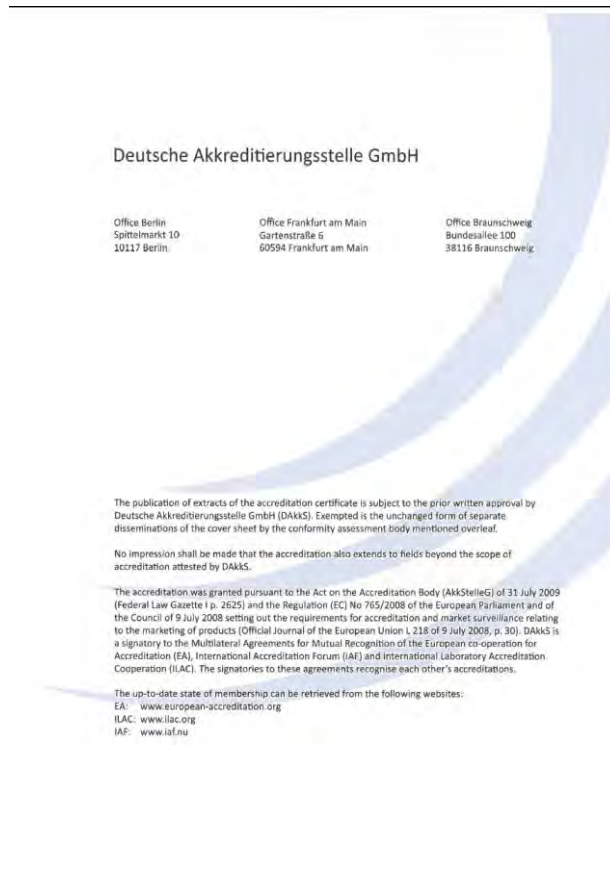 Deutsche Akkreditierungsstelle GmbH
Office Berlin
Spittelmarkt 10
10117 Berlin
Office Frankfurt am Main
Gartenstraße 6
60594 Frankfurt am Main
Office Braunschweig
Bundesallee 100
38116 Braunschweig
The publication of extracts of the accreditation certificate is subject to the prior written approval by
Deutsche Akkreditierungsstelle GmbH (DAkkS). Exempted is the unchanged form of separate
disseminations of the cover sheet by the conformity assessment body mentioned overleaf.
No impression shall be made that the accreditation also extends to fields beyond the scope of
accreditation attested by DAkkS.
The accreditation was granted pursuant to the Act on the Accreditation Body (AkkStelleG) of 31 July 2009
(Federal Law Gazette I p. 2625) and the Regulation (EC) No 765/2008 of the European Parliament and of
the Council of 9 July 2008 setting out the requirements for accreditation and market surveillance relating
to the marketing of products (Official Journal of the European Union L 218 of 9 July 2008, p. 30). DAkkS is
a signatory to the Multilateral Agreements for Mutual Recognition of the European co-operation for
Accreditation (EA), International Accreditation Forum (IAF) and International Laboratory Accreditation
Cooperation (ILAC). The signatories to these agreements recognise each other's accreditations.
The up-to-date state of membership can be retrieved from the following websites:
EA: www.european-accreditation.org
ILAC: www.ilac.org
IAF: www.iaf.nu